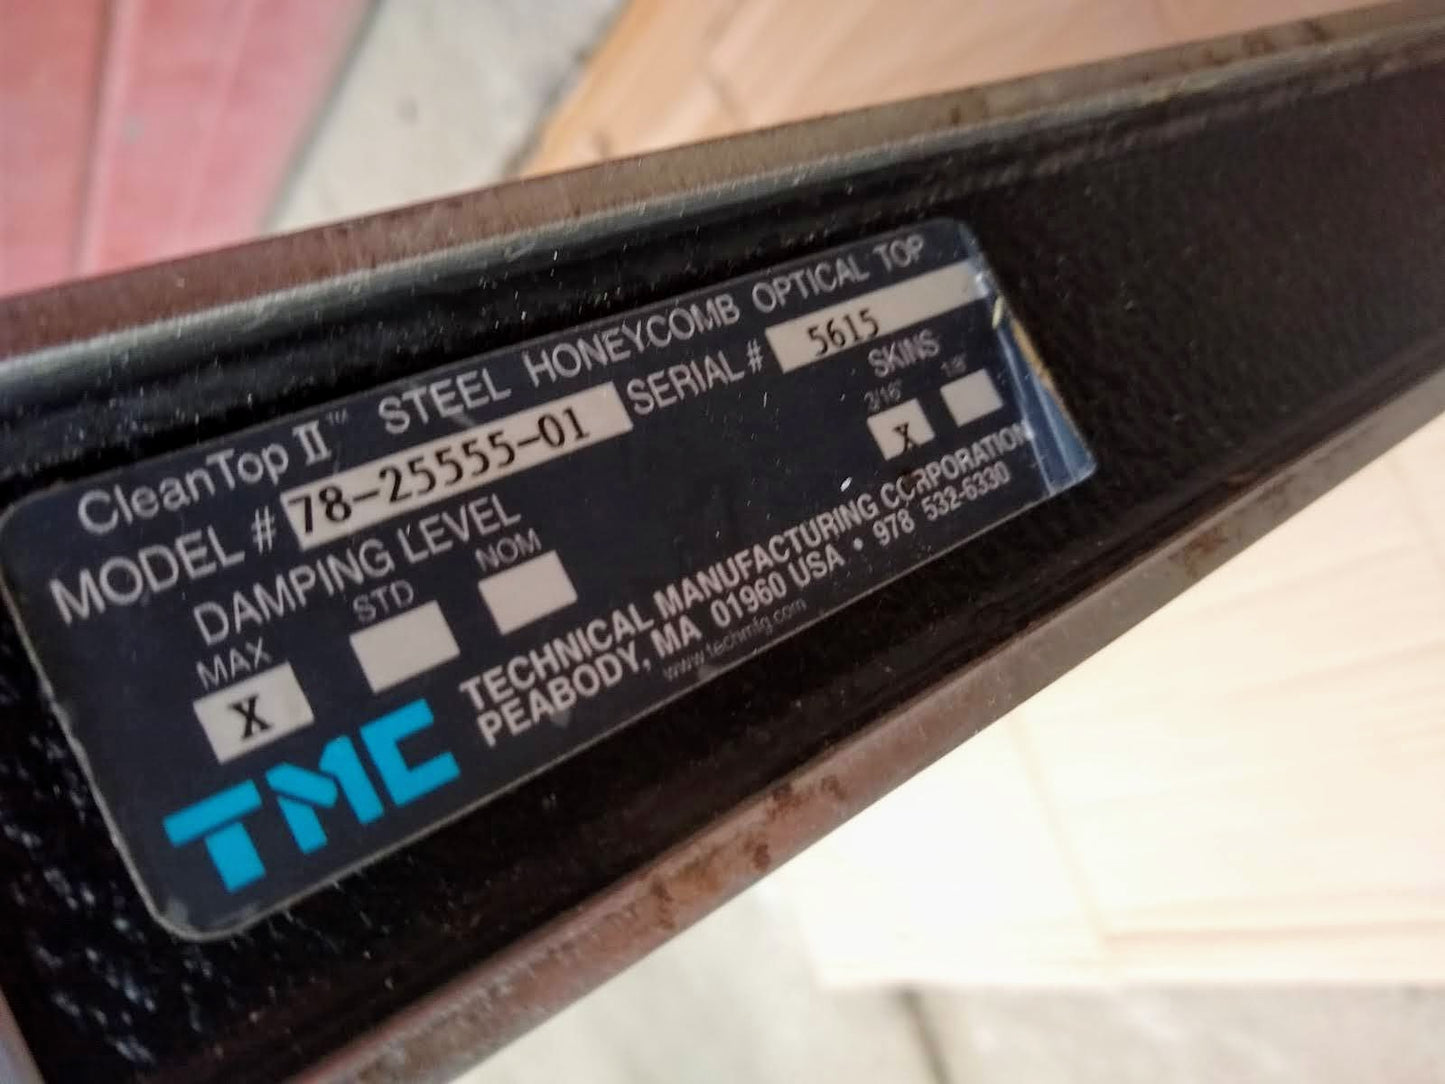 CleanTop II™ STEEL HONEYCOMB OPTICAL TOP
MODEL # 78-25555-01 SERIAL # 5615
DAMPING LEVEL SKINS
MAX STD NOM 3/16" 1/8"
X X
TMC
TECHNICAL MANUFACTURING CORPORATION
PEABODY, MA 01960 USA • 978 532-6330
www.techmfg.com